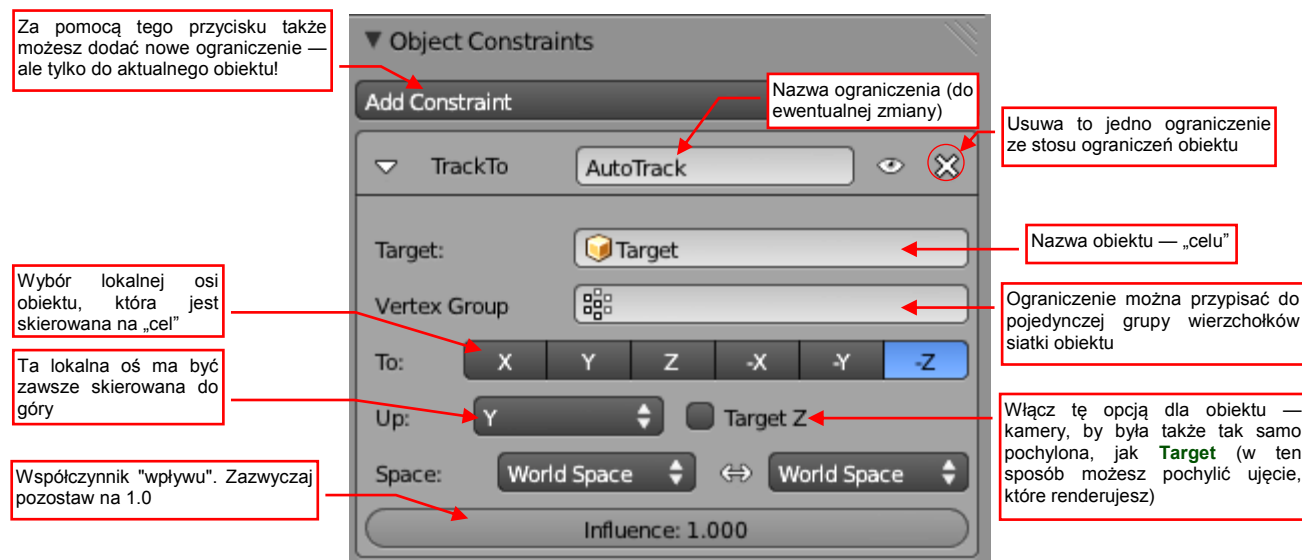 Za pomocą tego przycisku także
możesz dodać nowe ograniczenie —
ale tylko do aktualnego obiektu!
Object Constraints
Add Constraint
Nazwa ograniczenia (do
ewentualnej zmiany)
Usuwa to jedno ograniczenie
ze stosu ograniczeń obiektu
TrackTo
AutoTrack
Target:
Target
Nazwa obiektu — „celu”
Wybór lokalnej osi
obiektu, która jest
skierowana na „cel”
Vertex Group
Ograniczenie można przypisać do
pojedynczej grupy wierzchołków
siatki obiektu
To: X Y Z -X -Y -Z
Ta lokalna oś ma być
zawsze skierowana do
góry
Up: Y Target Z
Włącz tę opcją dla obiektu —
kamery, by była także tak samo
pochylona, jak Target (w ten
sposób możesz pochylić ujęcie,
które renderujesz)
Współczynnik "wpływu". Zazwyczaj
pozostaw na 1.0
Space: World Space World Space
Influence: 1.000